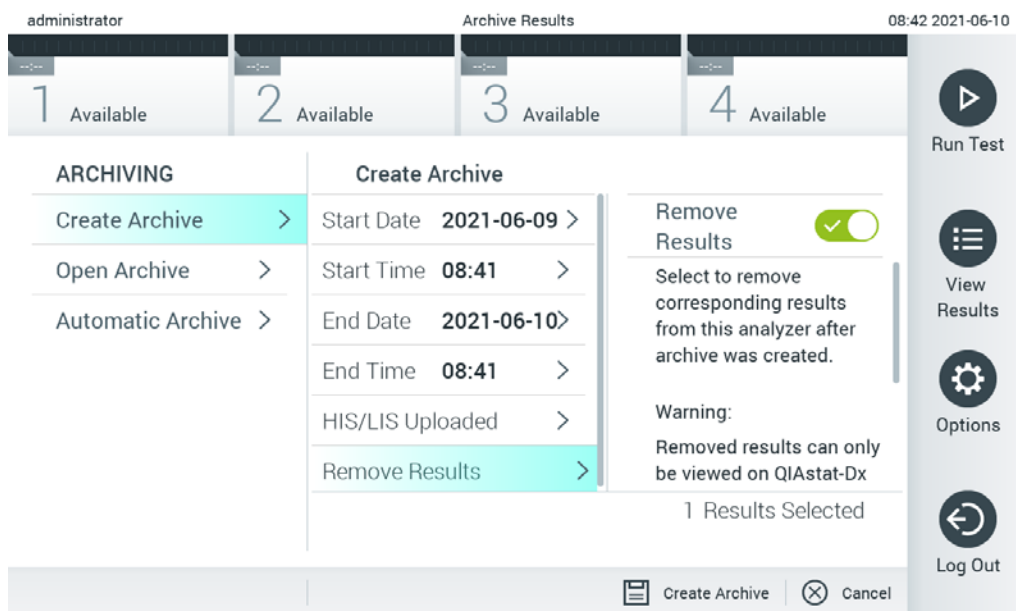 administrator Archive Results 08:42 2021-06-10
--:-- --:-- --:-- --:--
1 Available 2 Available 3 Available 4 Available
Run Test
ARCHIVING
Create Archive
Open Archive
Automatic Archive
Create Archive
Start Date 2021-06-09
Start Time 08:41
End Date 2021-06-10
End Time 08:41
HIS/LIS Uploaded
Remove Results
Remove
Results
Select to remove
corresponding results
from this analyzer after
archive was created.
Warning:
Removed results can only
be viewed on QIAstat-Dx
1 Results Selected
View
Results
Options
Log Out
Create Archive Cancel